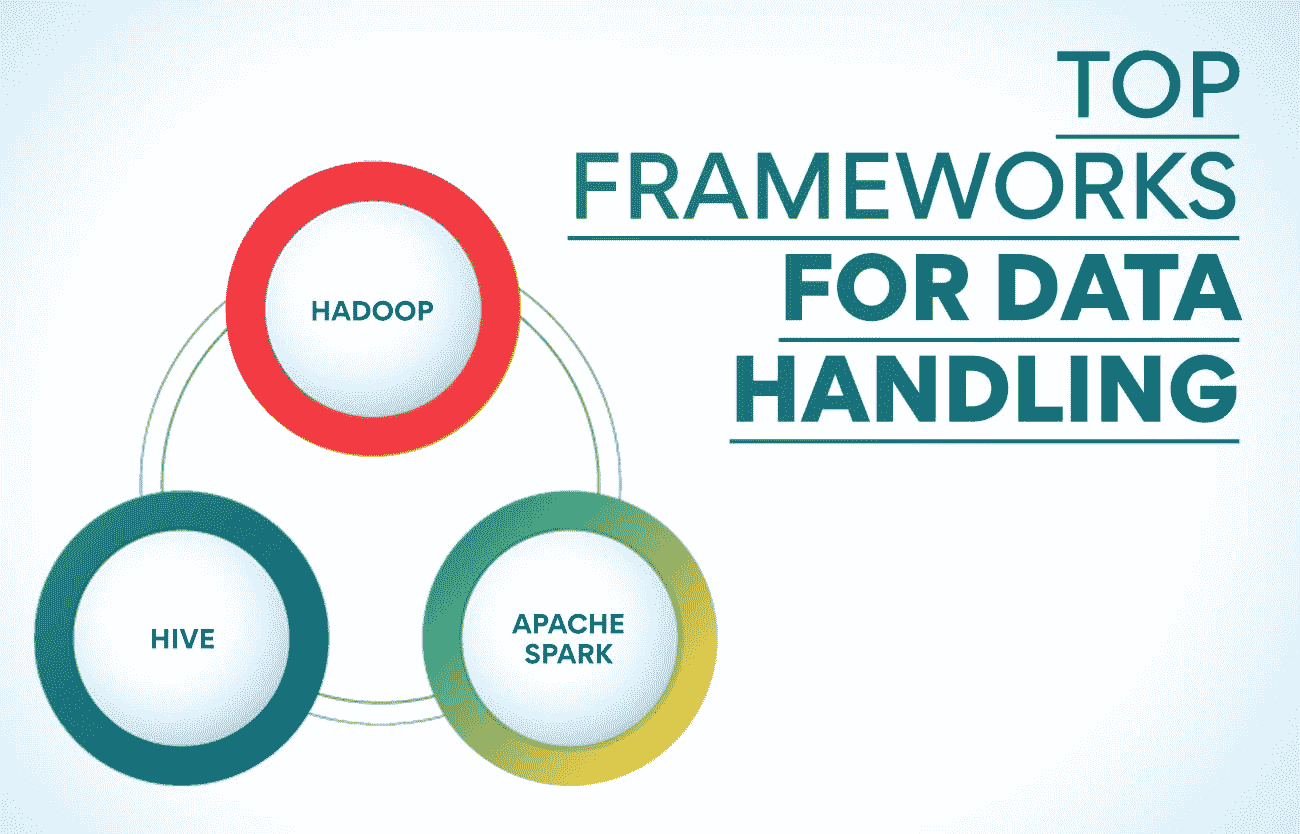 TOP
FRAMEWORKS
FOR DATA
HANDLING
HADOOP
HIVE
APACHE
SPARK